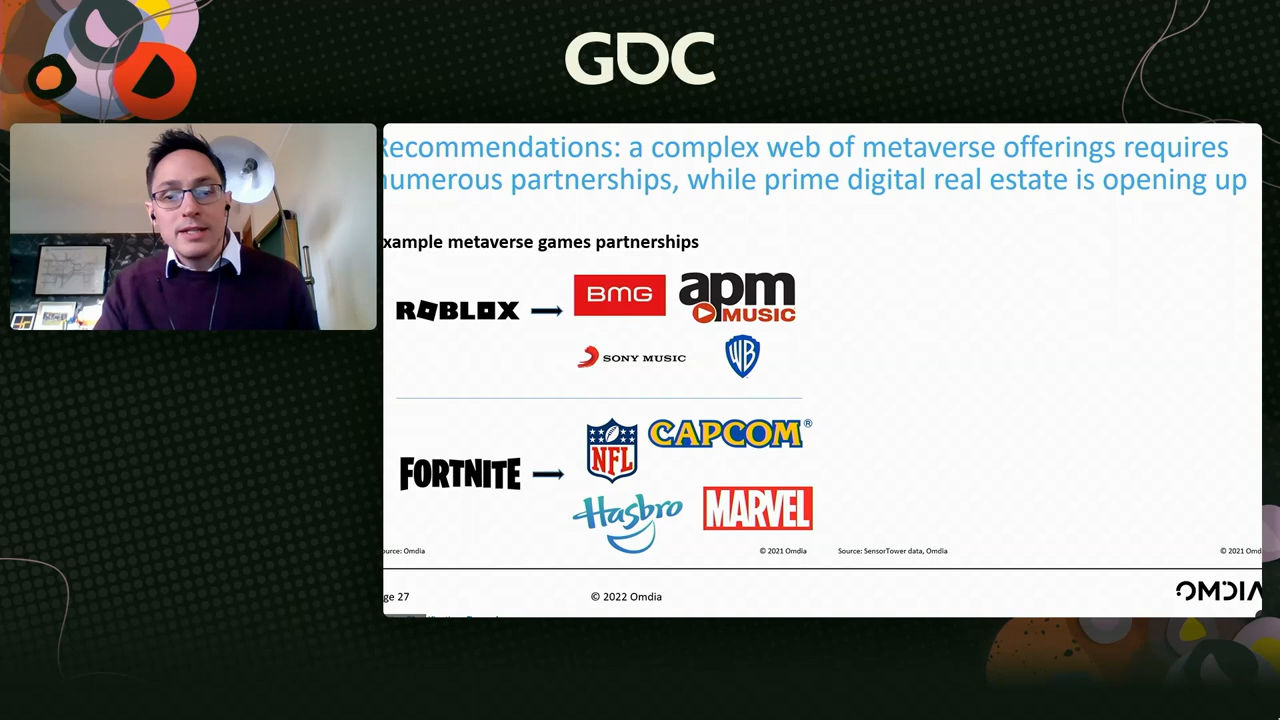 GDC
Recommendations: a complex web of metaverse offerings requires
numerous partnerships, while prime digital real estate is opening up
xample metaverse games partnerships
ROBLOX
BMG
apm
MUSIC
SONY MUSIC
WB
FORTNITE
NFL
CAPCOM®
Hasbro
MARVEL
ource: Omdia
© 2021 Omdia
Source: SensorTower data, Omdia
© 2021 Omd
ge 27
© 2022 Omdia
OMDIA